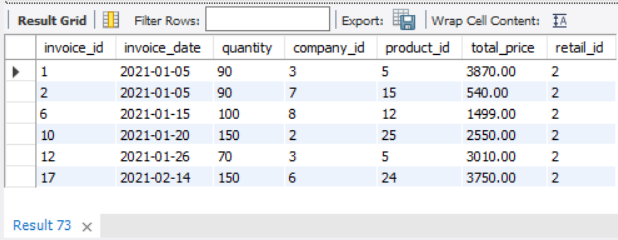 Result Grid Filter Rows: Export: Wrap Cell Content: IA
invoice_id invoice_date quantity company_id product_id total_price retail_id
1 2021-01-05 90 3 5 3870.00 2
2 2021-01-05 90 7 15 540.00 2
6 2021-01-15 100 8 12 1499.00 2
10 2021-01-20 150 2 25 2550.00 2
12 2021-01-26 70 3 5 3010.00 2
17 2021-02-14 150 6 24 3750.00 2
Result 73 ×